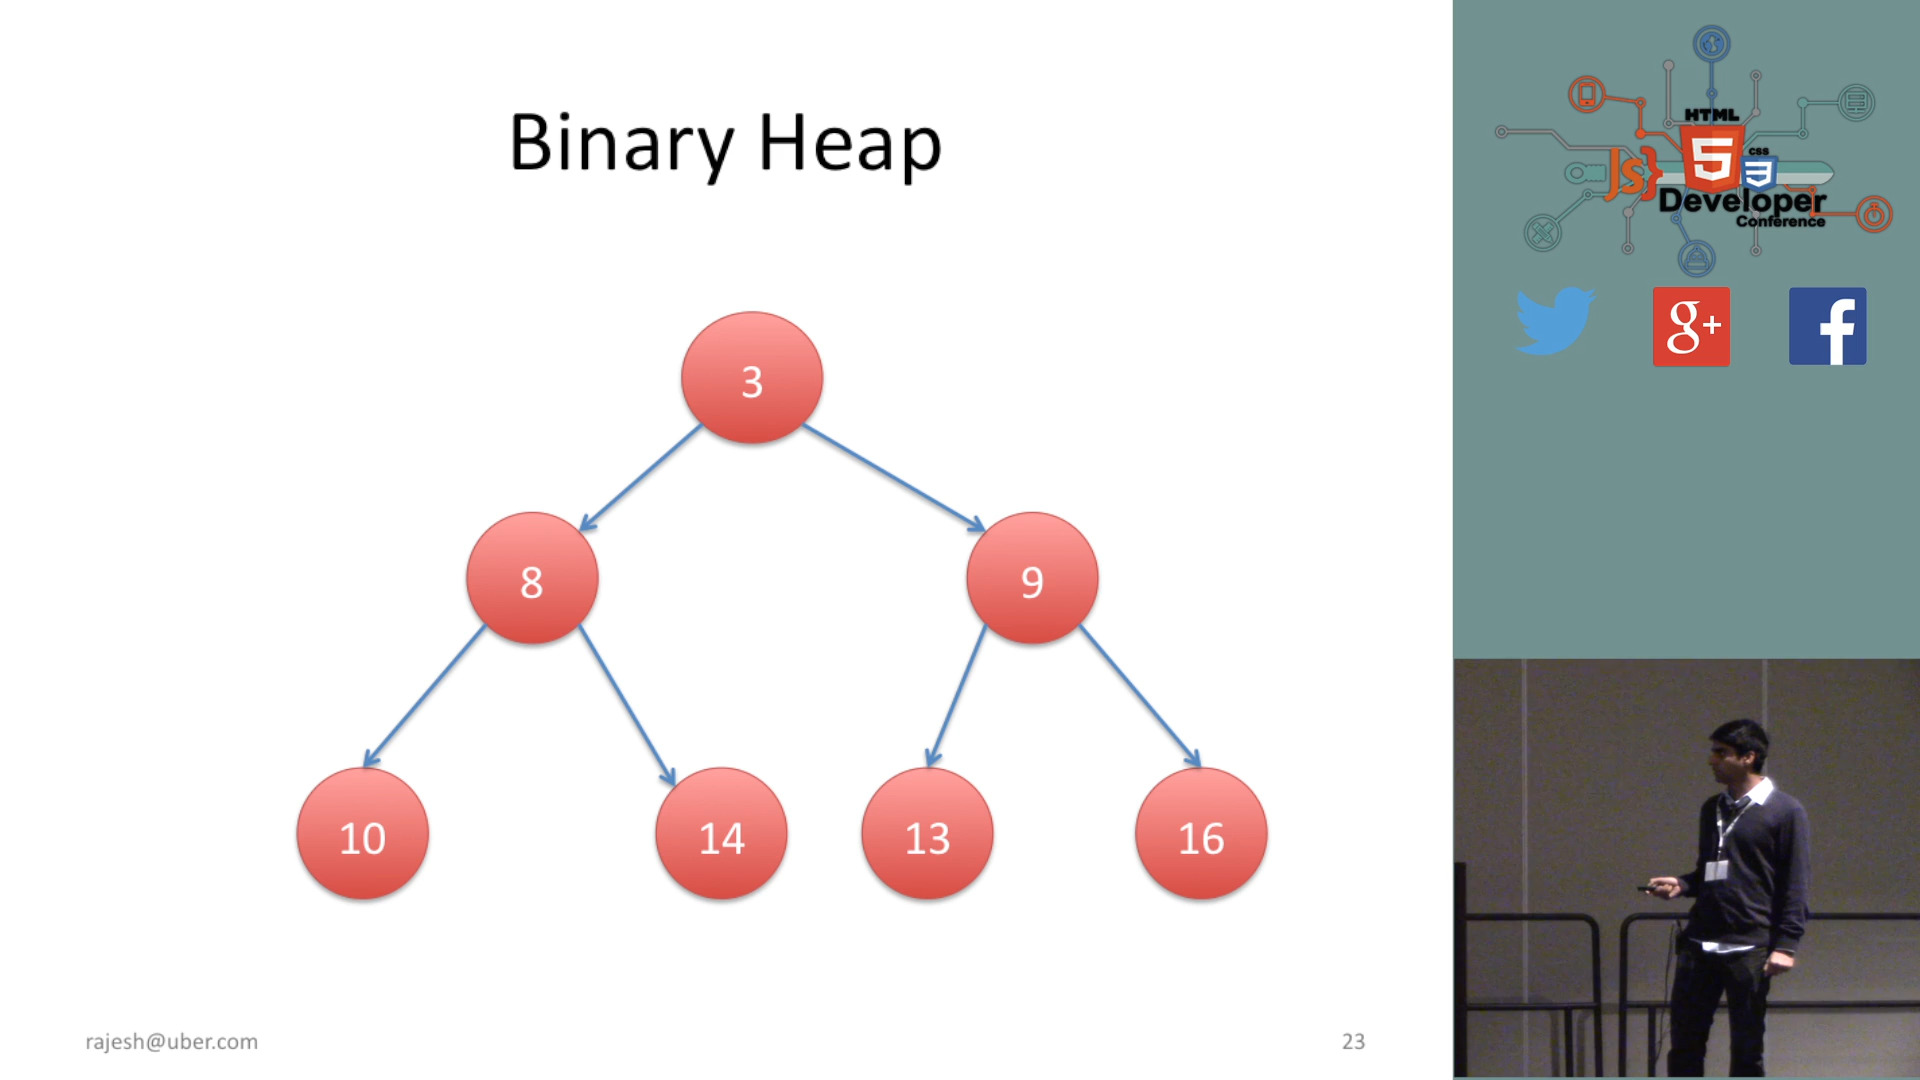 Binary Heap
3
8
9
10
14
13
16
rajesh@uber.com
23
HTML
5
JS}
CSS
3
Developer
Conference
g+
f